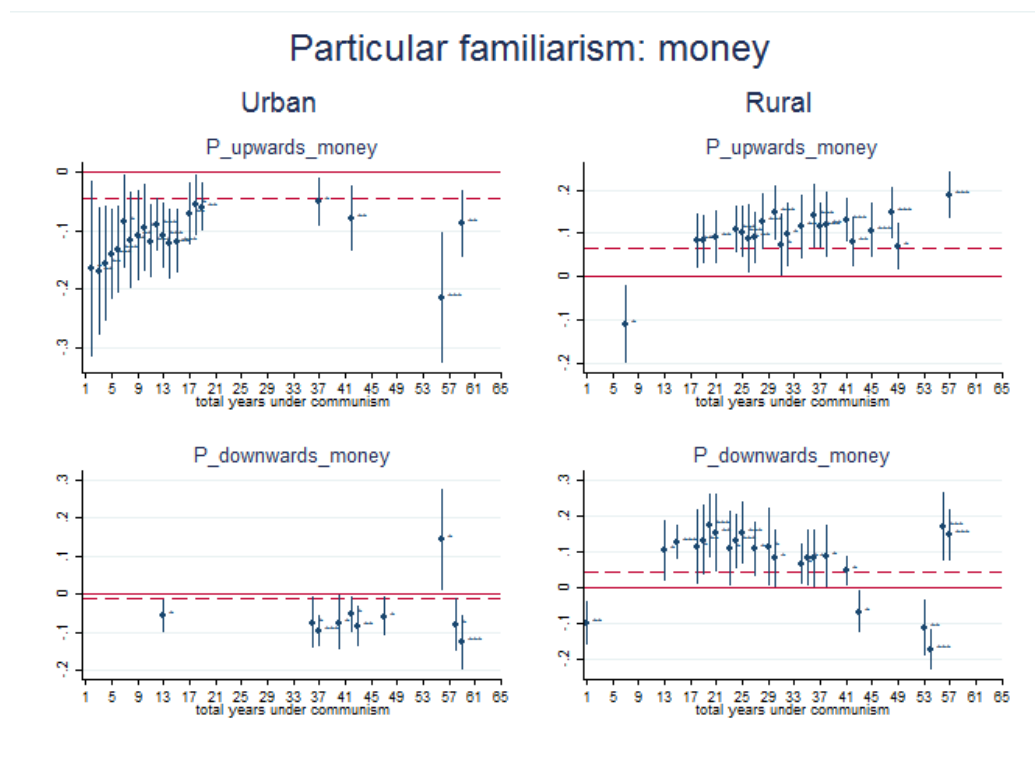 Particular familiarism: money
Urban
Rural
P_upwards_money
0
-.1
-.2
-.3
1 5 9 13 17 21 25 29 33 37 41 45 49 53 57 61 65
total years under communism
P_upwards_money
.2
.1
0
-.1
-.2
1 5 9 13 17 21 25 29 33 37 41 45 49 53 57 61 65
total years under communism
P_downwards_money
.3
.2
.1
0
-.1
-.2
1 5 9 13 17 21 25 29 33 37 41 45 49 53 57 61 65
total years under communism
P_downwards_money
.3
.2
.1
0
-.1
-.2
1 5 9 13 17 21 25 29 33 37 41 45 49 53 57 61 65
total years under communism